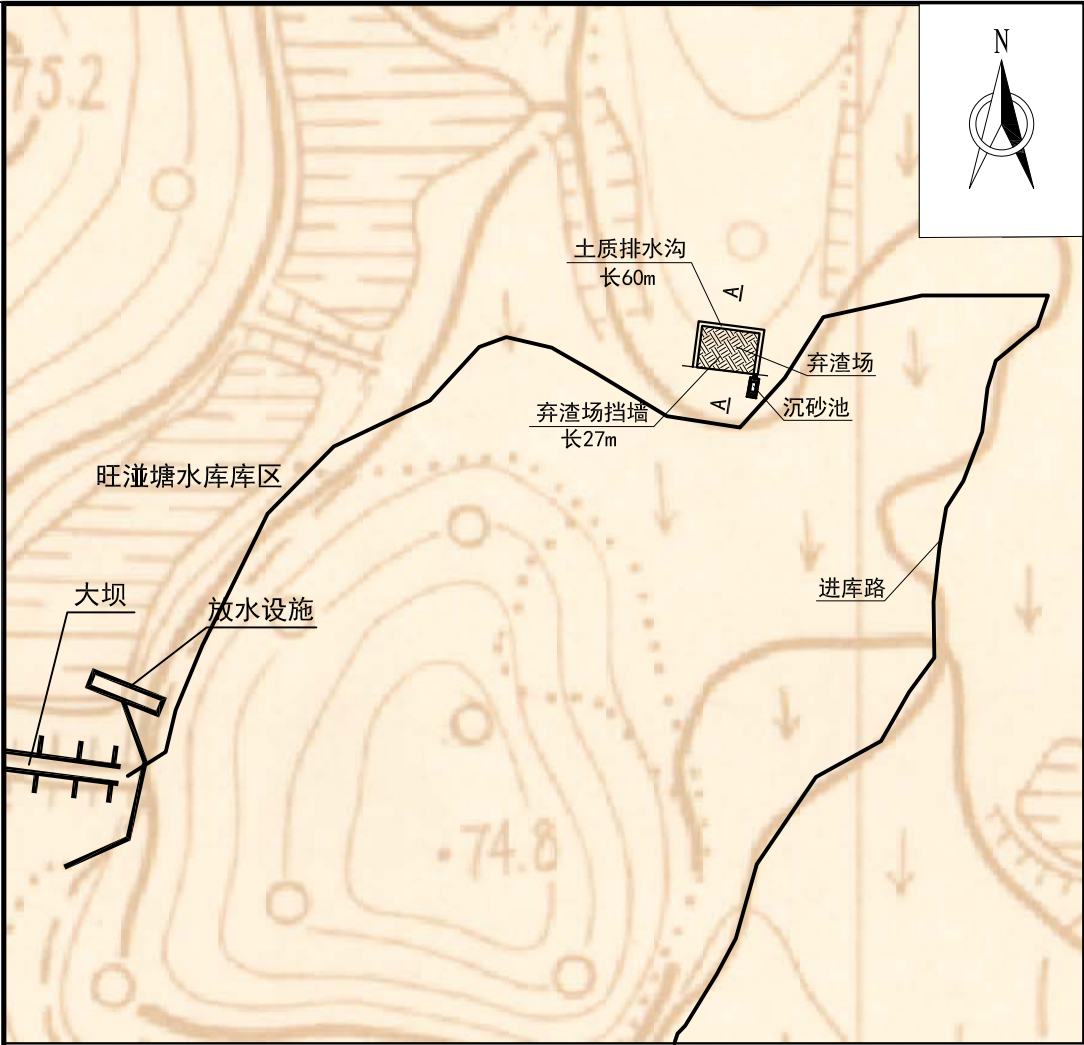 N
75.2
土质排水沟
长60m
A
弃渣场
沉砂池
A
弃渣场挡墙
长27m
旺湴塘水库库区
大坝
放水设施
进库路
74.8